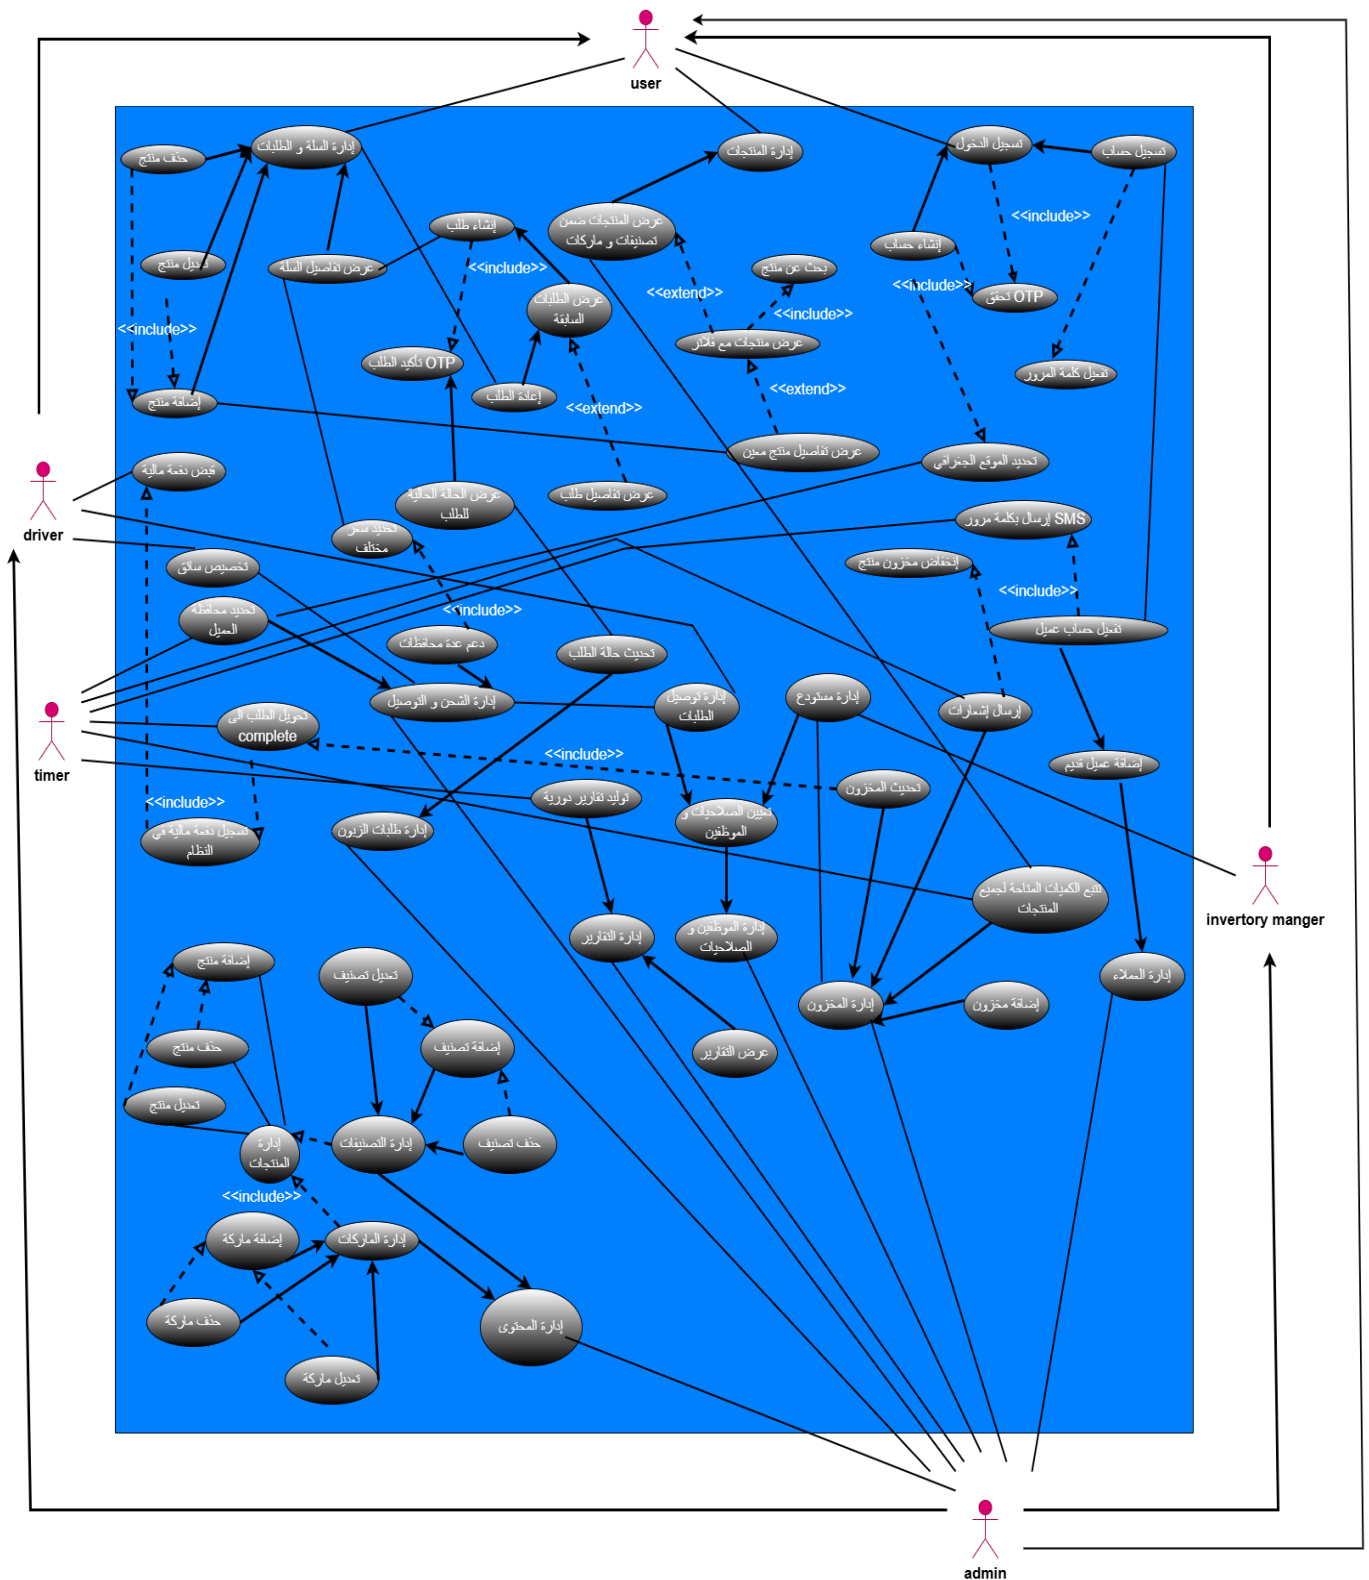 user
إدارة السلة و الطلبات
حذف منتج
إدارة المنتجات
تسجيل الدخول
تسجيل حساب
<<include>>
إنشاء طلب
عرض المنتجات ضمن
تصنيفات و ماركات
إنشاء حساب
تعديل منتج
عرض تفاصيل السلة
<<include>>
بحث عن منتج
<<include>>
<<extend>>
عرض الطلبات
السابقة
OTP تحقق
<<include>>
<<include>>
عرض منتجات مع فلاتر
OTP تأكيد الطلب
تفعيل كلمة المرور
<<extend>>
إضافة منتج
إعادة الطلب
<<extend>>
عرض تفاصيل منتج معين
تحديد الموقع الجغرافي
قبض دفعة مالية
عرض الحالة الحالية
للطلب
عرض تفاصيل طلب
driver
SMS إرسال بكلمة مرور
تحديد سعر
مختلف
تخصيص سائق
إنخفاض مخزون منتج
<<include>>
تحديد محافظة
العميل
<<include>>
تفعيل حساب عميل
دعم عدة محافظات
تحديث حالة الطلب
إدارة الشحن و التوصيل
إدارة توصيل
الطلبات
إدارة مستودع
إرسال إشعارات
تحويل الطلب الى
complete
timer
<<include>>
إضافة عميل قديم
توليد تقارير دورية
تحديث المخزون
<<include>>
تسجيل دفعة مالية في
النظام
إدارة طلبات الزبون
تعيين الصلاحيات و
الموظفين
تتبع الكميات المتاحة لجميع
المنتجات
invertory manger
إدارة التقارير
إدارة الموظفين و
الصلاحيات
إضافة منتج
تعديل تصنيف
إدارة العملاء
إدارة المخزون
إضافة مخزون
حذف منتج
إضافة تصنيف
عرض التقارير
تعديل منتج
إدارة
المنتجات
إدارة التصنيفات
حذف تصنيف
<<include>>
إضافة ماركة
إدارة الماركات
حذف ماركة
إدارة المحتوى
تعديل ماركة
admin